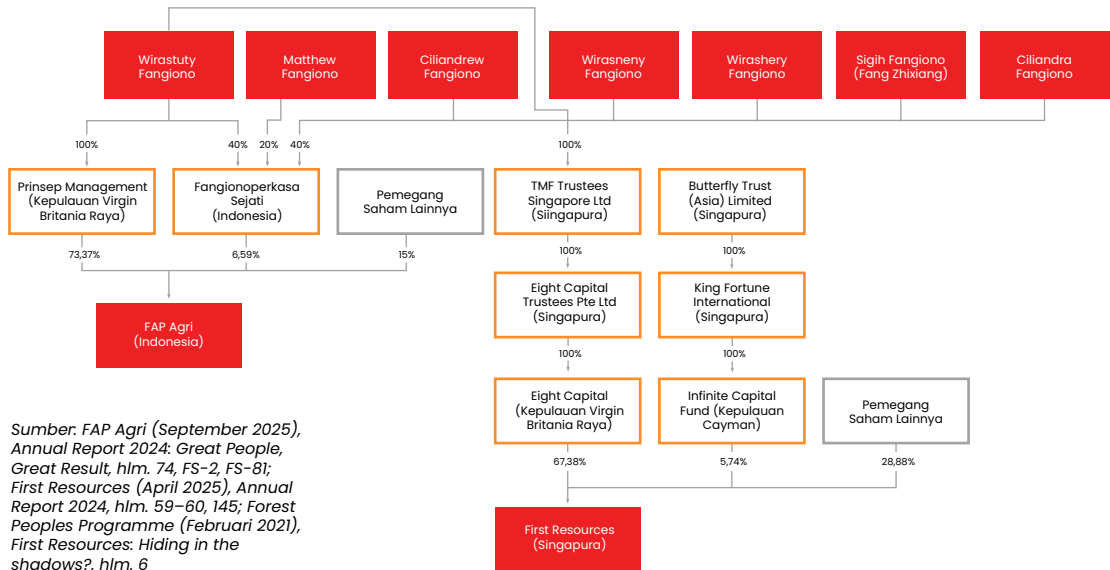 Wirastuty
Fangiono
Matthew
Fangiono
Ciliandrew
Fangiono
Wirasneny
Fangiono
Wirashery
Fangiono
Sigih Fangiono
(Fang Zhixiang)
Ciliandra
Fangiono
100%
40%
20%
40%
100%
Prinsep Management
(Kepulauan Virgin
Britania Raya)
Fangionoperkasa
Sejati
(Indonesia)
Pemegang
Saham Lainnya
TMF Trustees
Singapore Ltd
(Siingapura)
Butterfly Trust
(Asia) Limited
(Singapura)
73,37%
6,59%
15%
100%
100%
FAP Agri
(Indonesia)
Eight Capital
Trustees Pte Ltd
(Singapura)
King Fortune
International
(Singapura)
100%
100%
Eight Capital
(Kepulauan Virgin
Britania Raya)
Infinite Capital
Fund (Kepulauan
Cayman)
Pemegang
Saham Lainnya
67,38%
5,74%
28,88%
First Resources
(Singapura)
Sumber: FAP Agri (September 2025),
Annual Report 2024: Great People,
Great Result, hlm. 74, FS-2, FS-81;
First Resources (April 2025), Annual
Report 2024, hlm. 59–60, 145; Forest
Peoples Programme (Februari 2021),
First Resources: Hiding in the
shadows?, hlm. 6